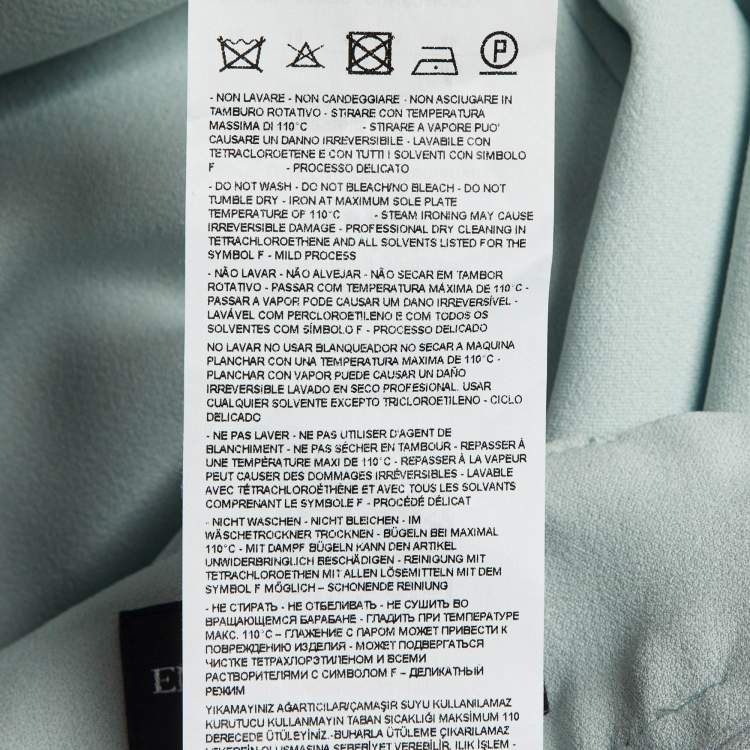 P
- NON LAVARE - NON CANDEGGIARE - NON ASCIUGARE IN
TAMBURO ROTATIVO - STIRARE CON TEMPERATURA
MASSIMA DI 110°C - STIRARE A VAPORE PUO'
CAUSARE UN DANNO IRREVERSIBILE - LAVABILE CON
TETRACLOROETENE E CON TUTTI I SOLVENTI CON SIMBOLO
F - PROCESSO DELICATO
- DO NOT WASH - DO NOT BLEACH/NO BLEACH - DO NOT
TUMBLE DRY - IRON AT MAXIMUM SOLE PLATE
TEMPERATURE OF 110°C - STEAM IRONING MAY CAUSE
IRREVERSIBLE DAMAGE - PROFESSIONAL DRY CLEANING IN
TETRACHLOROETHENE AND ALL SOLVENTS LISTED FOR THE
SYMBOL F - MILD PROCESS
- NÃO LAVAR - NÃO ALVEJAR - NÃO SECAR EM TAMBOR
ROTATIVO - PASSAR COM TEMPERATURA MÁXIMA DE 110°C -
PASSAR A VAPOR PODE CAUSAR UM DANO IRREVERSÍVEL -
LAVÁVEL COM PERCLOROETILENO E COM TODOS OS
SOLVENTES COM SÍMBOLO F - PROCESSO DELICADO
NO LAVAR NO USAR BLANQUEADOR NO SECAR A MAQUINA
PLANCHAR CON UNA TEMPERATURA MAXIMA DE 110°C -
PLANCHAR CON VAPOR PUEDE CAUSAR UN DAÑO
IRREVERSIBLE LAVADO EN SECO PROFESIONAL. USAR
CUALQUIER SOLVENTE EXCEPTO TRICLOROETILENO - CICLO
DELICADO
- NE PAS LAVER - NE PAS UTILISER D'AGENT DE
BLANCHIMENT - NE PAS SÉCHER EN TAMBOUR - REPASSER À
UNE TEMPÉRATURE MAXI DE 110°C - REPASSER À LA VAPEUR
PEUT CAUSER DES DOMMAGES IRRÉVERSIBLES - LAVABLE
AVEC TÉTRACHLOROÉTHÈNE ET AVEC TOUS LES SOLVANTS
COMPRENANT LE SYMBOLE F - PROCÉDÉ DÉLICAT
- NICHT WASCHEN - NICHT BLEICHEN - IM
WÄSCHETROCKNER TROCKNEN - BÜGELN BEI MAXIMAL
110°C - MIT DAMPF BÜGELN KANN DEN ARTIKEL
UNWIDERBRINGLICH BESCHÄDIGEN - REINIGUNG MIT
TETRACHLOROETHEN MIT ALLEN LÖSEMITTELN MIT DEM
SYMBOL F MÖGLICH – SCHONENDE REINIUNG
- НЕ СТИРАТЬ - НЕ ОТБЕЛИВАТЬ - НЕ СУШИТЬ ВО
ВРАЩАЮЩЕМСЯ БАРАБАНЕ - ГЛАДИТЬ ПРИ ТЕМПЕРАТУРЕ
МАКС. 110°C – ГЛАЖЕНИЕ С ПАРОМ МОЖЕТ ПРИВЕСТИ К
ПОВРЕЖДЕНИЮ ИЗДЕЛИЯ - МОЖЕТ ПОДВЕРГАТЬСЯ
ЧИСТКЕ ТЕТРАХЛОРЭТИЛЕНОМ И ВСЕМИ
РАСТВОРИТЕЛЯМИ С СИМВОЛОМ F – ДЕЛИКАТНЫЙ
РЕЖИМ
YIKAMAYINIZ AĞARTICILAR/ÇAMAŞIR SUYU KULLANILAMAZ
KURUTUCU KULLANMAYIN TABAN SICAKLIĞI MAKSİMUM 110
DERECEDE ÜTÜLEYİNİZ.-BUHARLA ÜTÜLEME ÇIKARILAMAZ
LEKERELERİN OLUŞMASINA SEBEBİYET VEREBİLİR. ILIK İŞLEM -